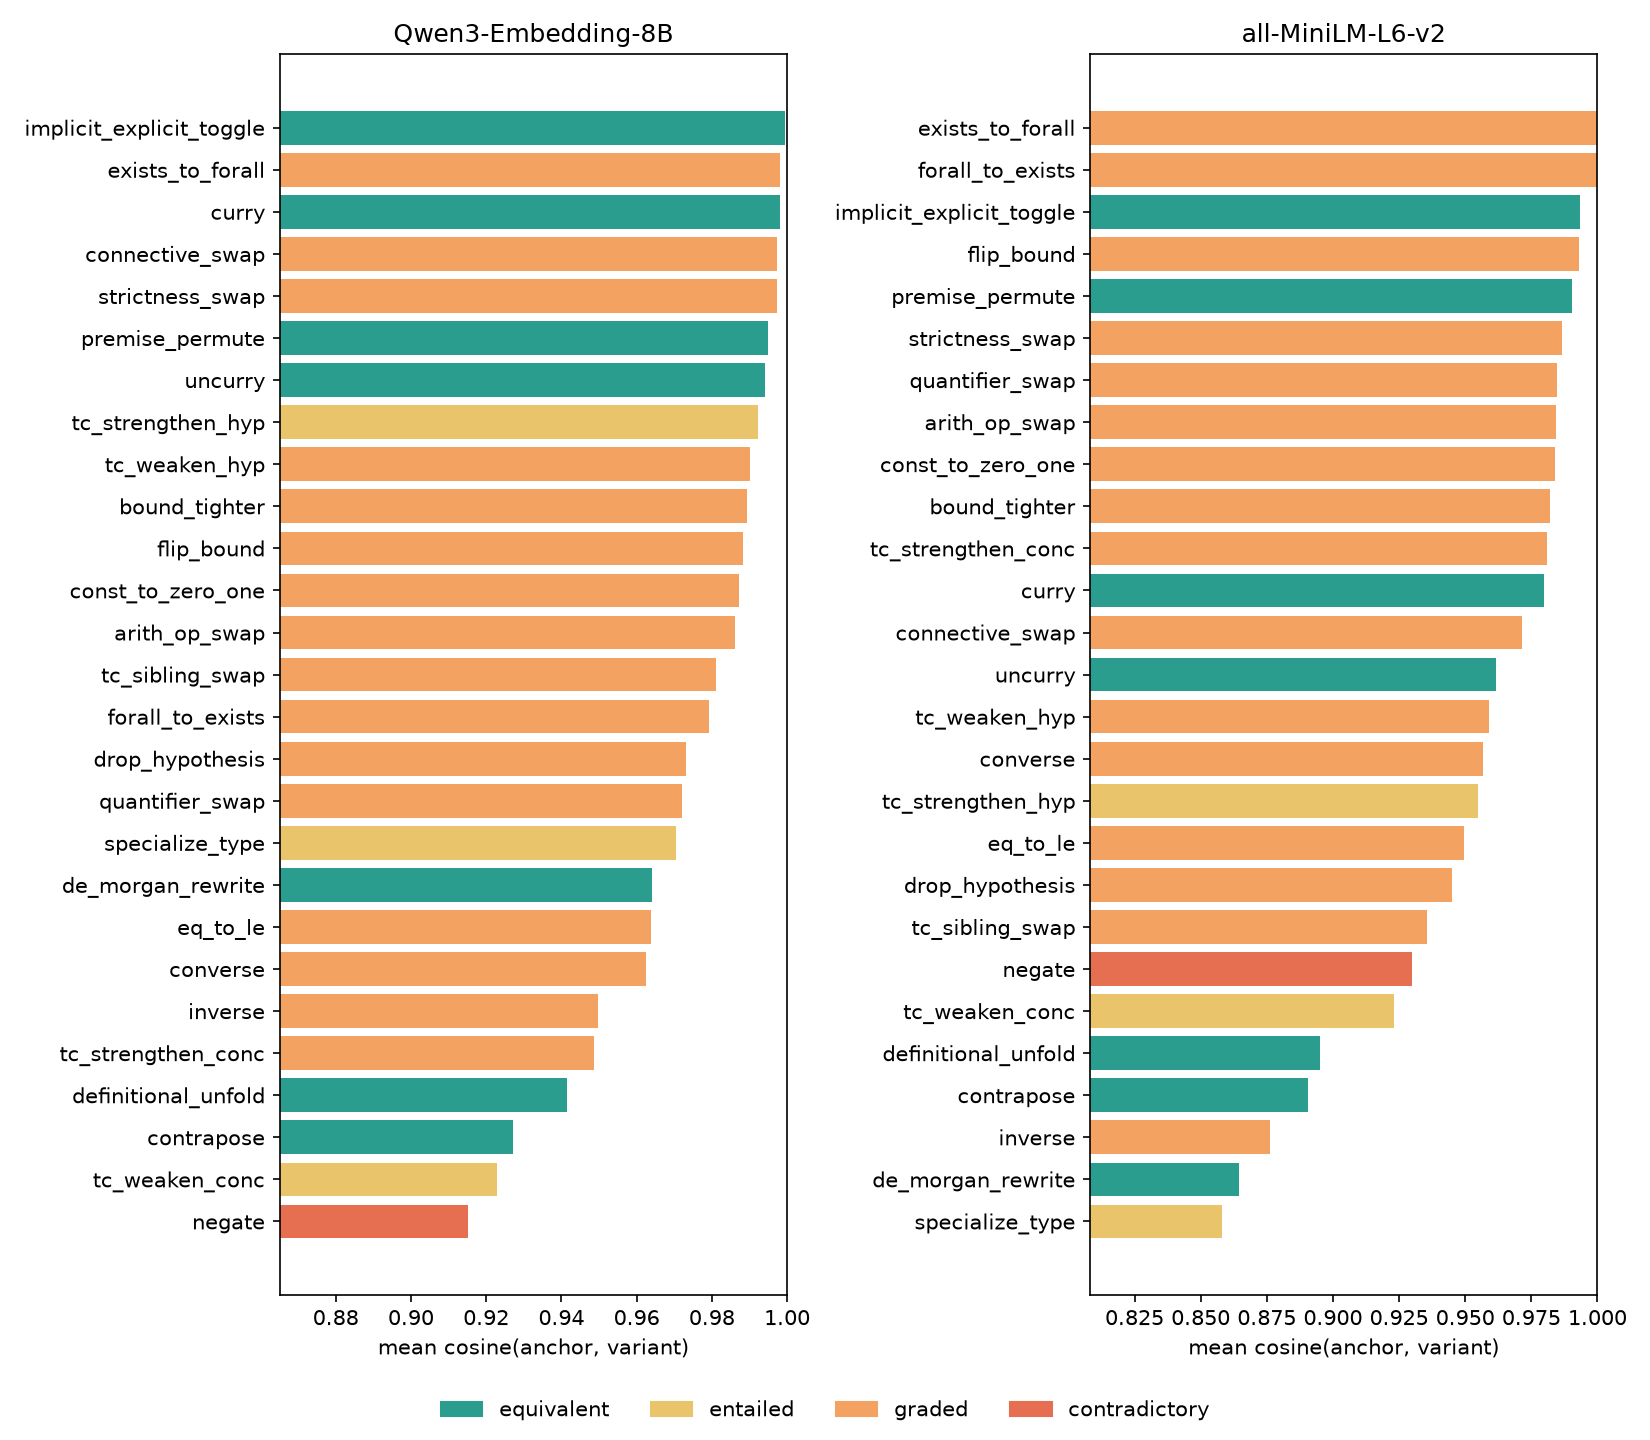 Qwen3-Embedding-8B
implicit_explicit_toggle
exists_to_forall
curry
connective_swap
strictness_swap
premise_permute
uncurry
tc_strengthen_hyp
tc_weaken_hyp
bound_tighter
flip_bound
const_to_zero_one
arith_op_swap
tc_sibling_swap
forall_to_exists
drop_hypothesis
quantifier_swap
specialize_type
de_morgan_rewrite
eq_to_le
converse
inverse
tc_strengthen_conc
definitional_unfold
contrapose
tc_weaken_conc
negate
0.88 0.90 0.92 0.94 0.96 0.98 1.00
mean cosine(anchor, variant)
all-MiniLM-L6-v2
exists_to_forall
forall_to_exists
implicit_explicit_toggle
flip_bound
premise_permute
strictness_swap
quantifier_swap
arith_op_swap
const_to_zero_one
bound_tighter
tc_strengthen_conc
curry
connective_swap
uncurry
tc_weaken_hyp
converse
tc_strengthen_hyp
eq_to_le
drop_hypothesis
tc_sibling_swap
negate
tc_weaken_conc
definitional_unfold
contrapose
inverse
de_morgan_rewrite
specialize_type
0.825 0.850 0.875 0.900 0.925 0.950 0.975 1.000
mean cosine(anchor, variant)
equivalent entailed graded contradictory